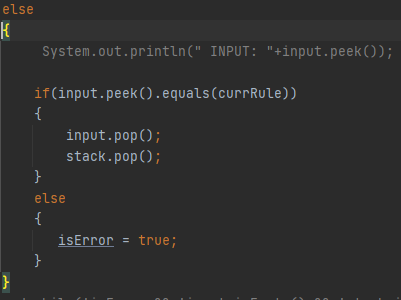 else
{
System.out.println(" INPUT: "+input.peek());
if(input.peek().equals(currRule))
{
input.pop();
stack.pop();
}
else
{
isError = true;
}
}